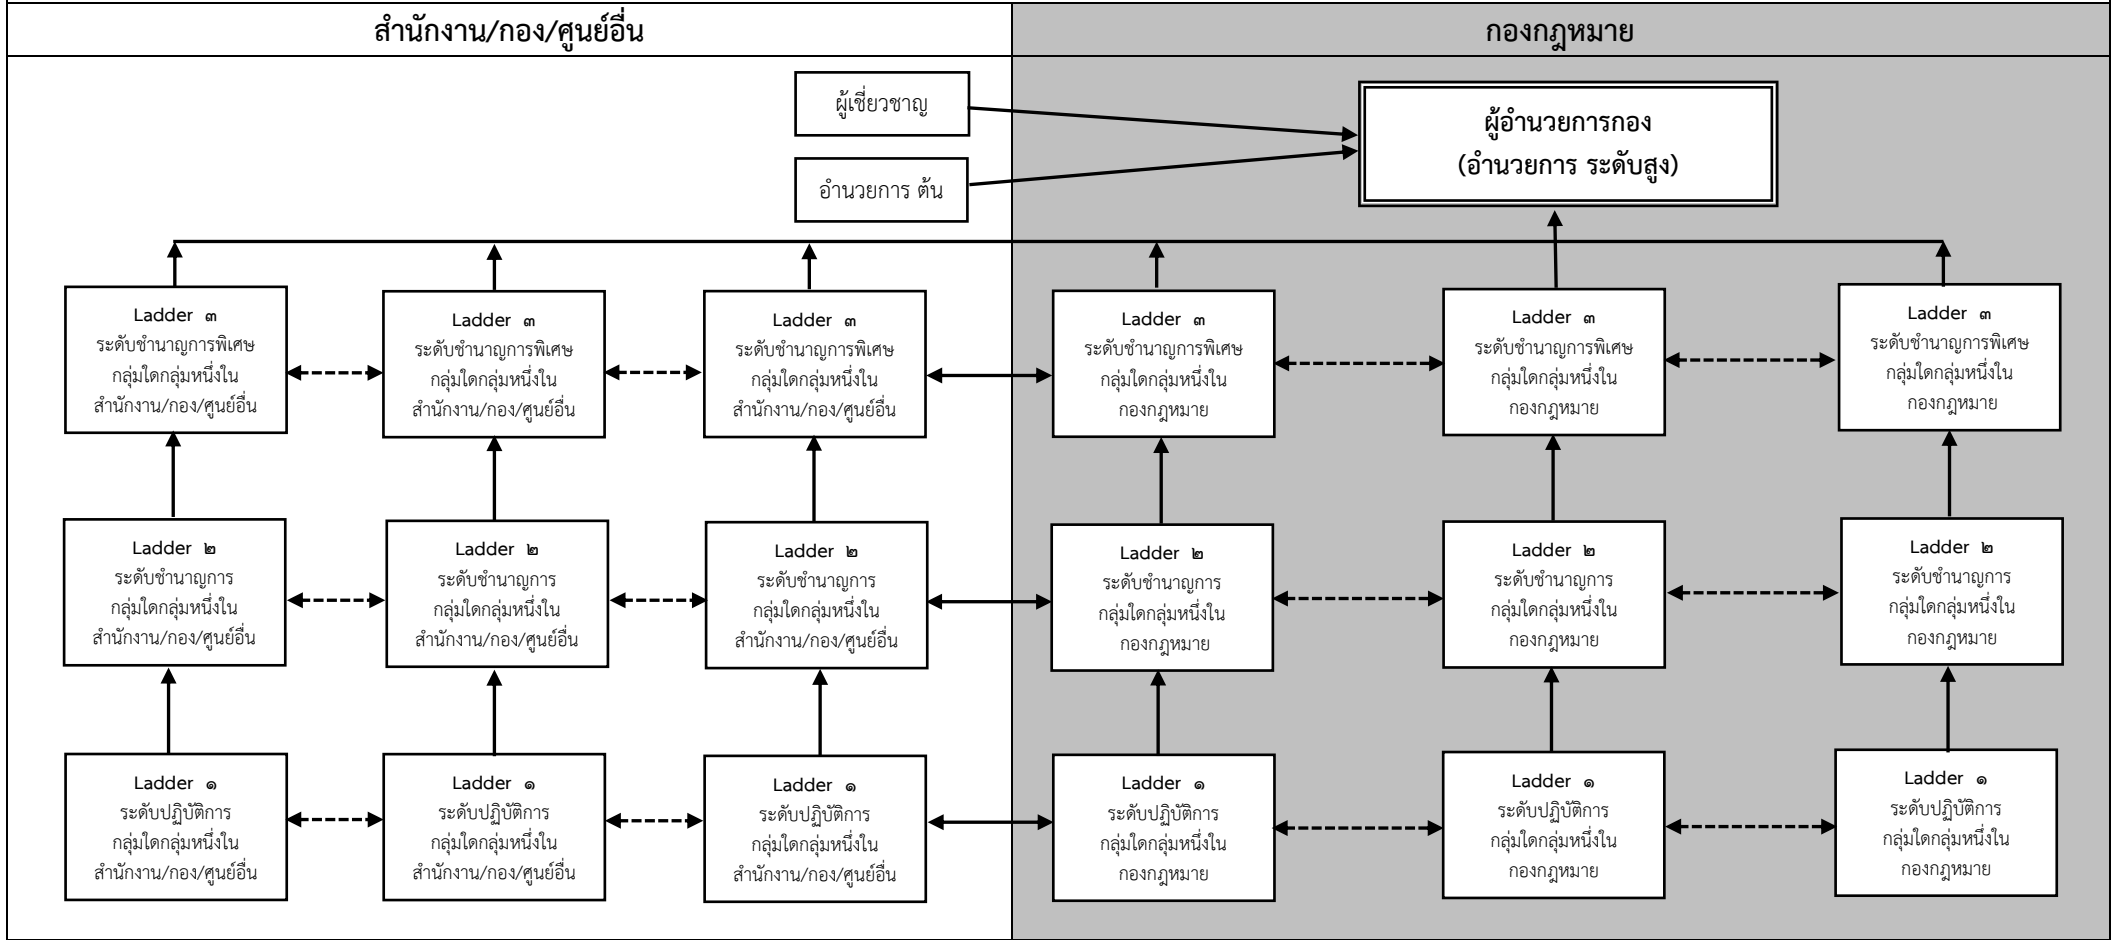 สำนักงาน/กอง/ศูนย์อื่น
กองกฎหมาย
ผู้เชี่ยวชาญ
ผู้อำนวยการกอง
(อำนวยการ ระดับสูง)
อำนวยการ ต้น
Ladder ๓
ระดับชำนาญการพิเศษ
กลุ่มใดกลุ่มหนึ่งใน
สำนักงาน/กอง/ศูนย์อื่น
Ladder ๓
ระดับชำนาญการพิเศษ
กลุ่มใดกลุ่มหนึ่งใน
สำนักงาน/กอง/ศูนย์อื่น
Ladder ๓
ระดับชำนาญการพิเศษ
กลุ่มใดกลุ่มหนึ่งใน
สำนักงาน/กอง/ศูนย์อื่น
Ladder ๓
ระดับชำนาญการพิเศษ
กลุ่มใดกลุ่มหนึ่งใน
กองกฎหมาย
Ladder ๓
ระดับชำนาญการพิเศษ
กลุ่มใดกลุ่มหนึ่งใน
กองกฎหมาย
Ladder ๓
ระดับชำนาญการพิเศษ
กลุ่มใดกลุ่มหนึ่งใน
กองกฎหมาย
Ladder ๒
ระดับชำนาญการ
กลุ่มใดกลุ่มหนึ่งใน
สำนักงาน/กอง/ศูนย์อื่น
Ladder ๒
ระดับชำนาญการ
กลุ่มใดกลุ่มหนึ่งใน
สำนักงาน/กอง/ศูนย์อื่น
Ladder ๒
ระดับชำนาญการ
กลุ่มใดกลุ่มหนึ่งใน
สำนักงาน/กอง/ศูนย์อื่น
Ladder ๒
ระดับชำนาญการ
กลุ่มใดกลุ่มหนึ่งใน
กองกฎหมาย
Ladder ๒
ระดับชำนาญการ
กลุ่มใดกลุ่มหนึ่งใน
กองกฎหมาย
Ladder ๒
ระดับชำนาญการ
กลุ่มใดกลุ่มหนึ่งใน
กองกฎหมาย
Ladder ๑
ระดับปฏิบัติการ
กลุ่มใดกลุ่มหนึ่งใน
สำนักงาน/กอง/ศูนย์อื่น
Ladder ๑
ระดับปฏิบัติการ
กลุ่มใดกลุ่มหนึ่งใน
สำนักงาน/กอง/ศูนย์อื่น
Ladder ๑
ระดับปฏิบัติการ
กลุ่มใดกลุ่มหนึ่งใน
สำนักงาน/กอง/ศูนย์อื่น
Ladder ๑
ระดับปฏิบัติการ
กลุ่มใดกลุ่มหนึ่งใน
กองกฎหมาย
Ladder ๑
ระดับปฏิบัติการ
กลุ่มใดกลุ่มหนึ่งใน
กองกฎหมาย
Ladder ๑
ระดับปฏิบัติการ
กลุ่มใดกลุ่มหนึ่งใน
กองกฎหมาย